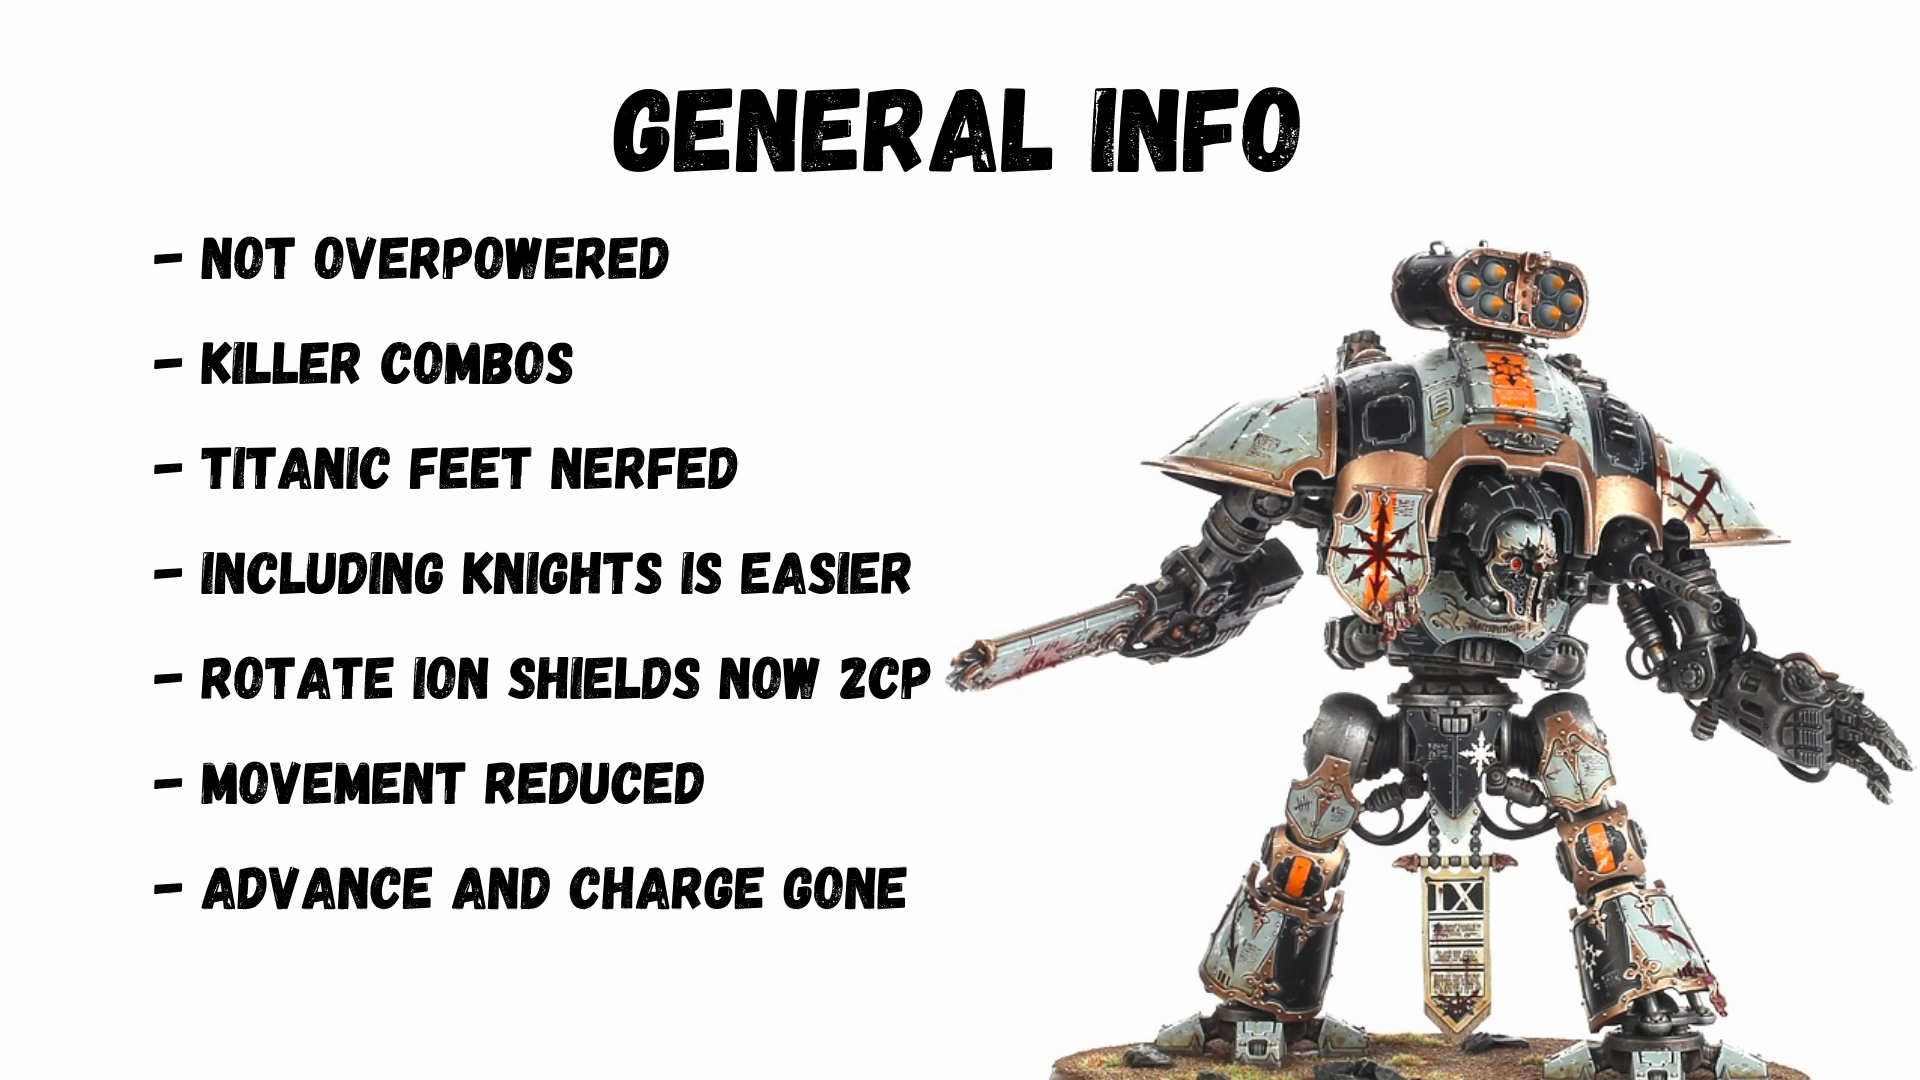 GENERAL INFO
- NOT OVERPOWERED
- KILLER COMBOS
- TITANIC FEET NERFED
- INCLUDING KNIGHTS IS EASIER
- ROTATE ION SHIELDS NOW 2CP
- MOVEMENT REDUCED
- ADVANCE AND CHARGE GONE
IX